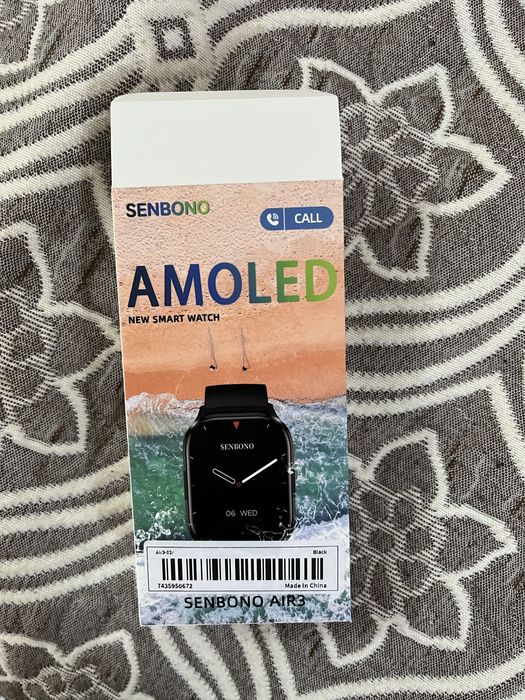 SENBONO
CALL
AMOLED
NEW SMART WATCH
SENBONO
06 WED
Black
7435950672
Made In China
SENBONO AIR3